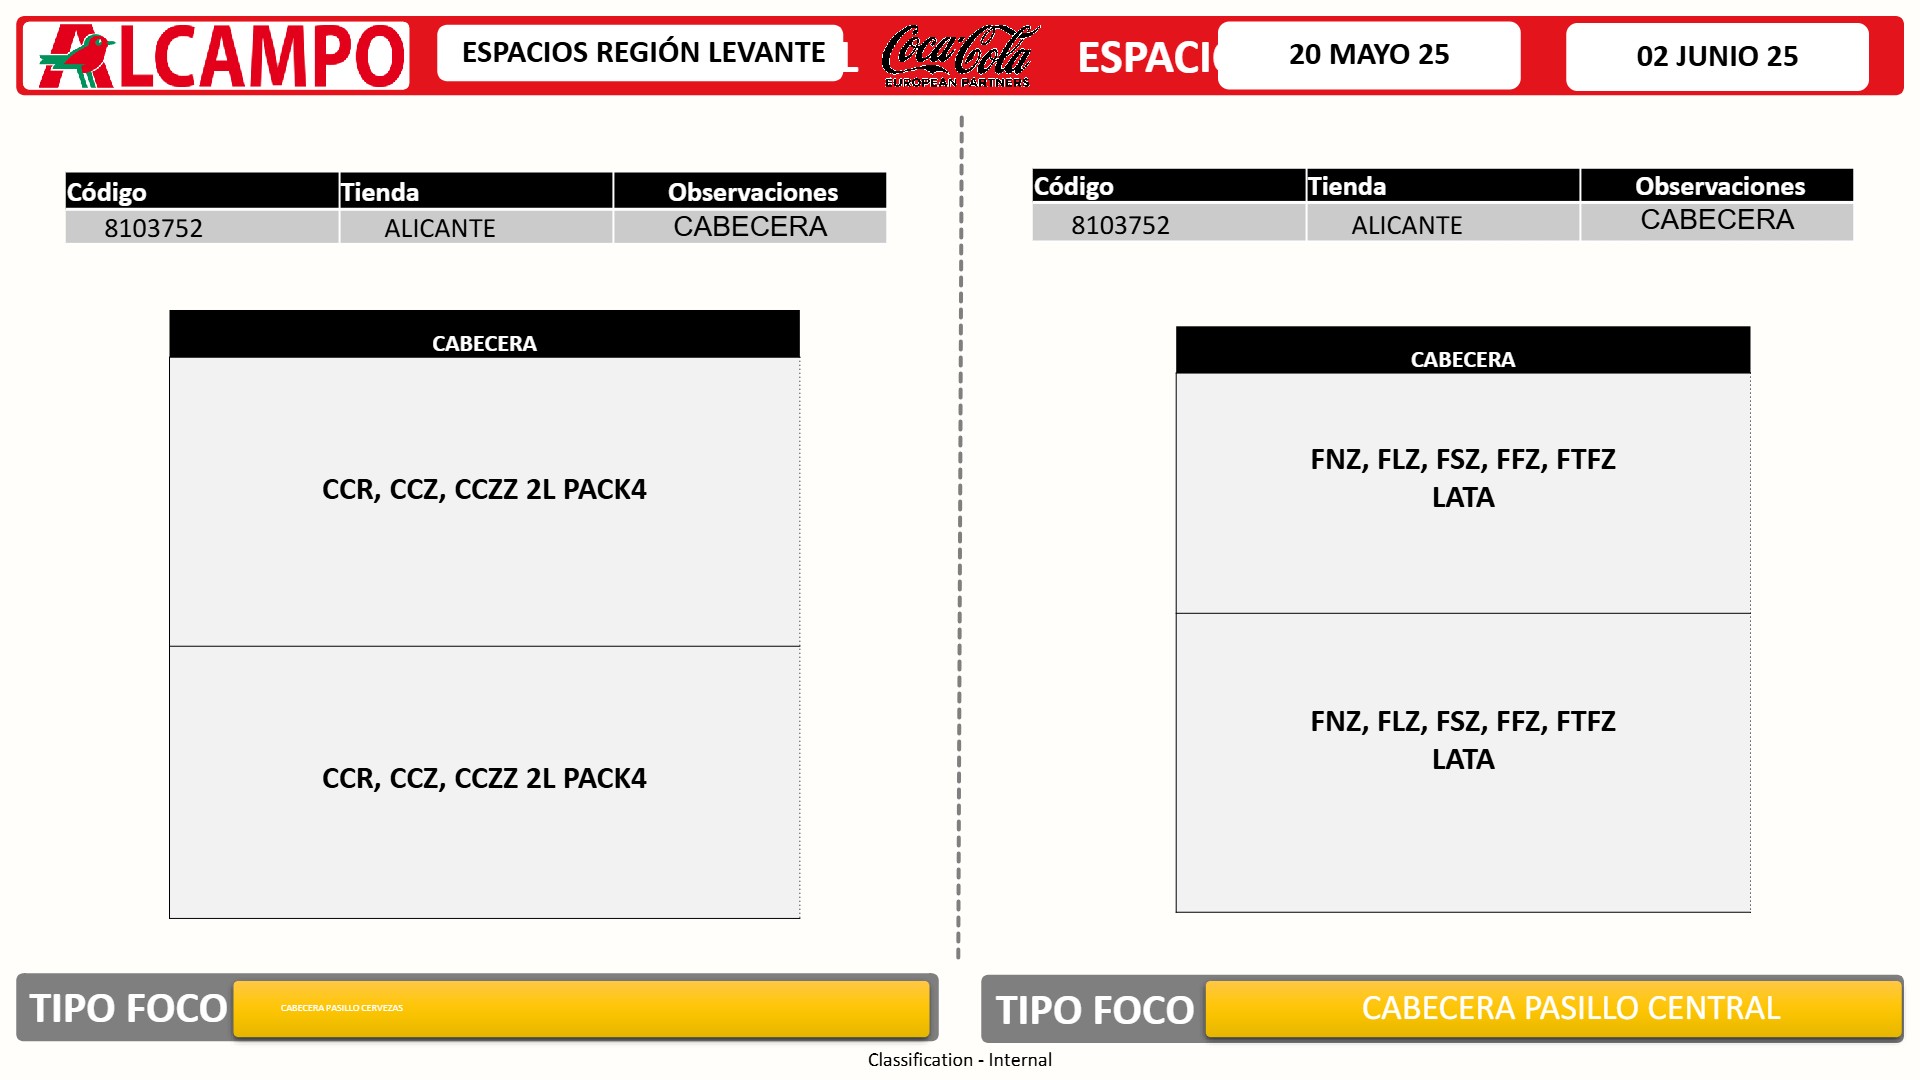 ALCAMPO
ESPACIOS REGIÓN LEVANTE
L
Coca-Cola
EUROPEAN PARTNERS
ESPACI
20 MAYO 25
02 JUNIO 25
Código Tienda Observaciones
8103752 ALICANTE CABECERA
CABECERA
CCR, CCZ, CCZZ 2L PACK4
CCR, CCZ, CCZZ 2L PACK4
TIPO FOCO
CABECERA PASILLO CERVEZAS
Código Tienda Observaciones
8103752 ALICANTE CABECERA
CABECERA
FNZ, FLZ, FSZ, FFZ, FTFZ
LATA
FNZ, FLZ, FSZ, FFZ, FTFZ
LATA
TIPO FOCO
CABECERA PASILLO CENTRAL
Classification - Internal